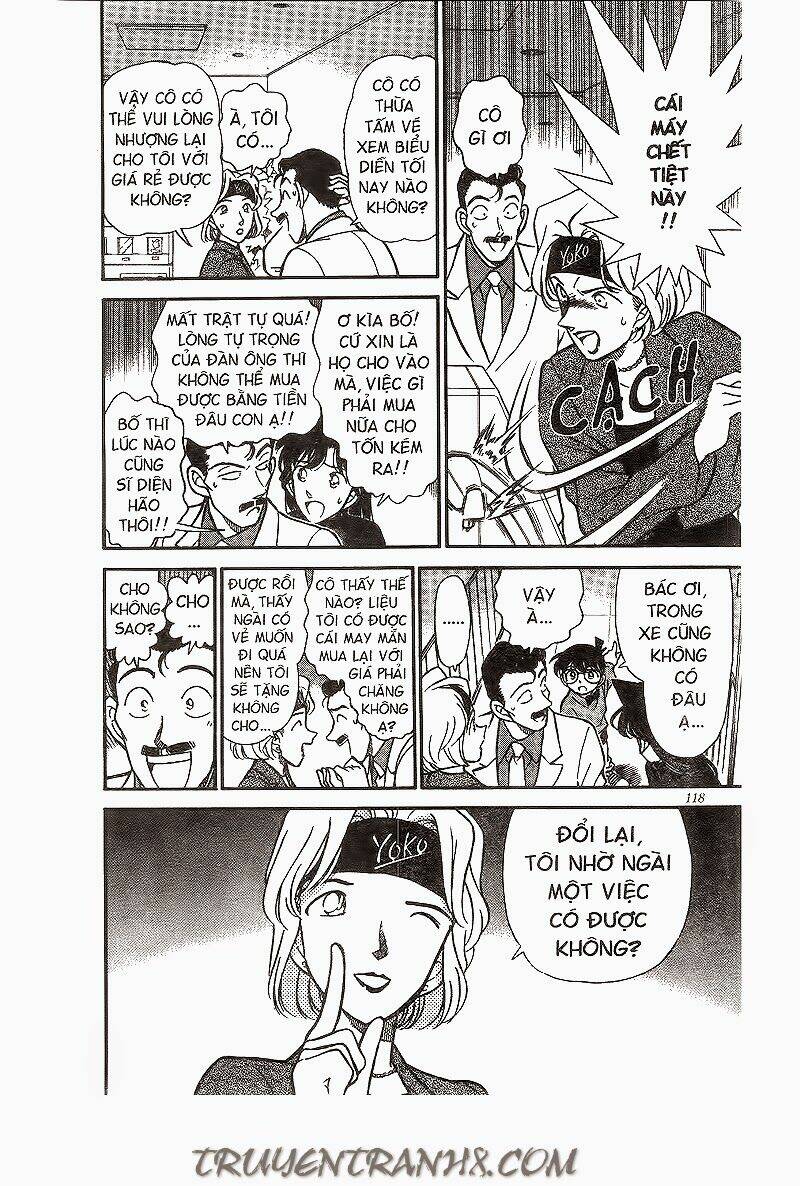 CÁI
MÁY
CHẾT
TIỆT
NÀY
!!
CÔ
GÌ ƠI
YOKO
CẠCH
CÔ CÓ
THỪA
TẤM VÉ
XEM BIỂU
DIỄN TỐI
NAY NÀO
KHÔNG?
À, TÔI
CÓ...
VẬY CÔ CÓ
THỂ VUI LÒNG
NHƯỢNG LẠI
CHO TÔI VỚI
GIÁ RẺ ĐƯỢC
KHÔNG?
Ơ KÌA BỐ!
CỨ XIN LÀ
HỌ CHO VÀO
MÀ, VIỆC GÌ
PHẢI MUA
NỮA CHO
TỐN KÉM
RA!!
MẤT TRẬT TỰ QUÁ!
LÒNG TỰ TRỌNG
CỦA ĐÀN ÔNG THÌ
KHÔNG THỂ MUA
ĐƯỢC BẰNG TIỀN
ĐÂU CON Ạ!!
BỐ THÌ
LÚC NÀO
CŨNG
SĨ DIỆN
HÃO
THÔI!!
BÁC ƠI,
TRONG
XE CŨNG
KHÔNG
CÓ
ĐÂU
Ạ...
VẬY
À...
.....
CÔ THẤY THẾ
NÀO? LIỆU
TÔI CÓ ĐƯỢC
CÁI MAY MẮN
MUA LẠI VỚI
GIÁ PHẢI
CHĂNG
KHÔNG
Ạ?
ĐƯỢC RỒI
MÀ, THẤY
NGÀI CÓ
VẺ MUỐN
ĐI QUÁ
NÊN TÔI
SẼ TẶNG
KHÔNG
CHO...
CHO
...
CHO
KHÔNG
SAO?
118
ĐỔI LẠI,
TÔI NHỜ NGÀI
MỘT VIỆC
CÓ ĐƯỢC
KHÔNG?
YOKO
TRUYENTRANH8.COM